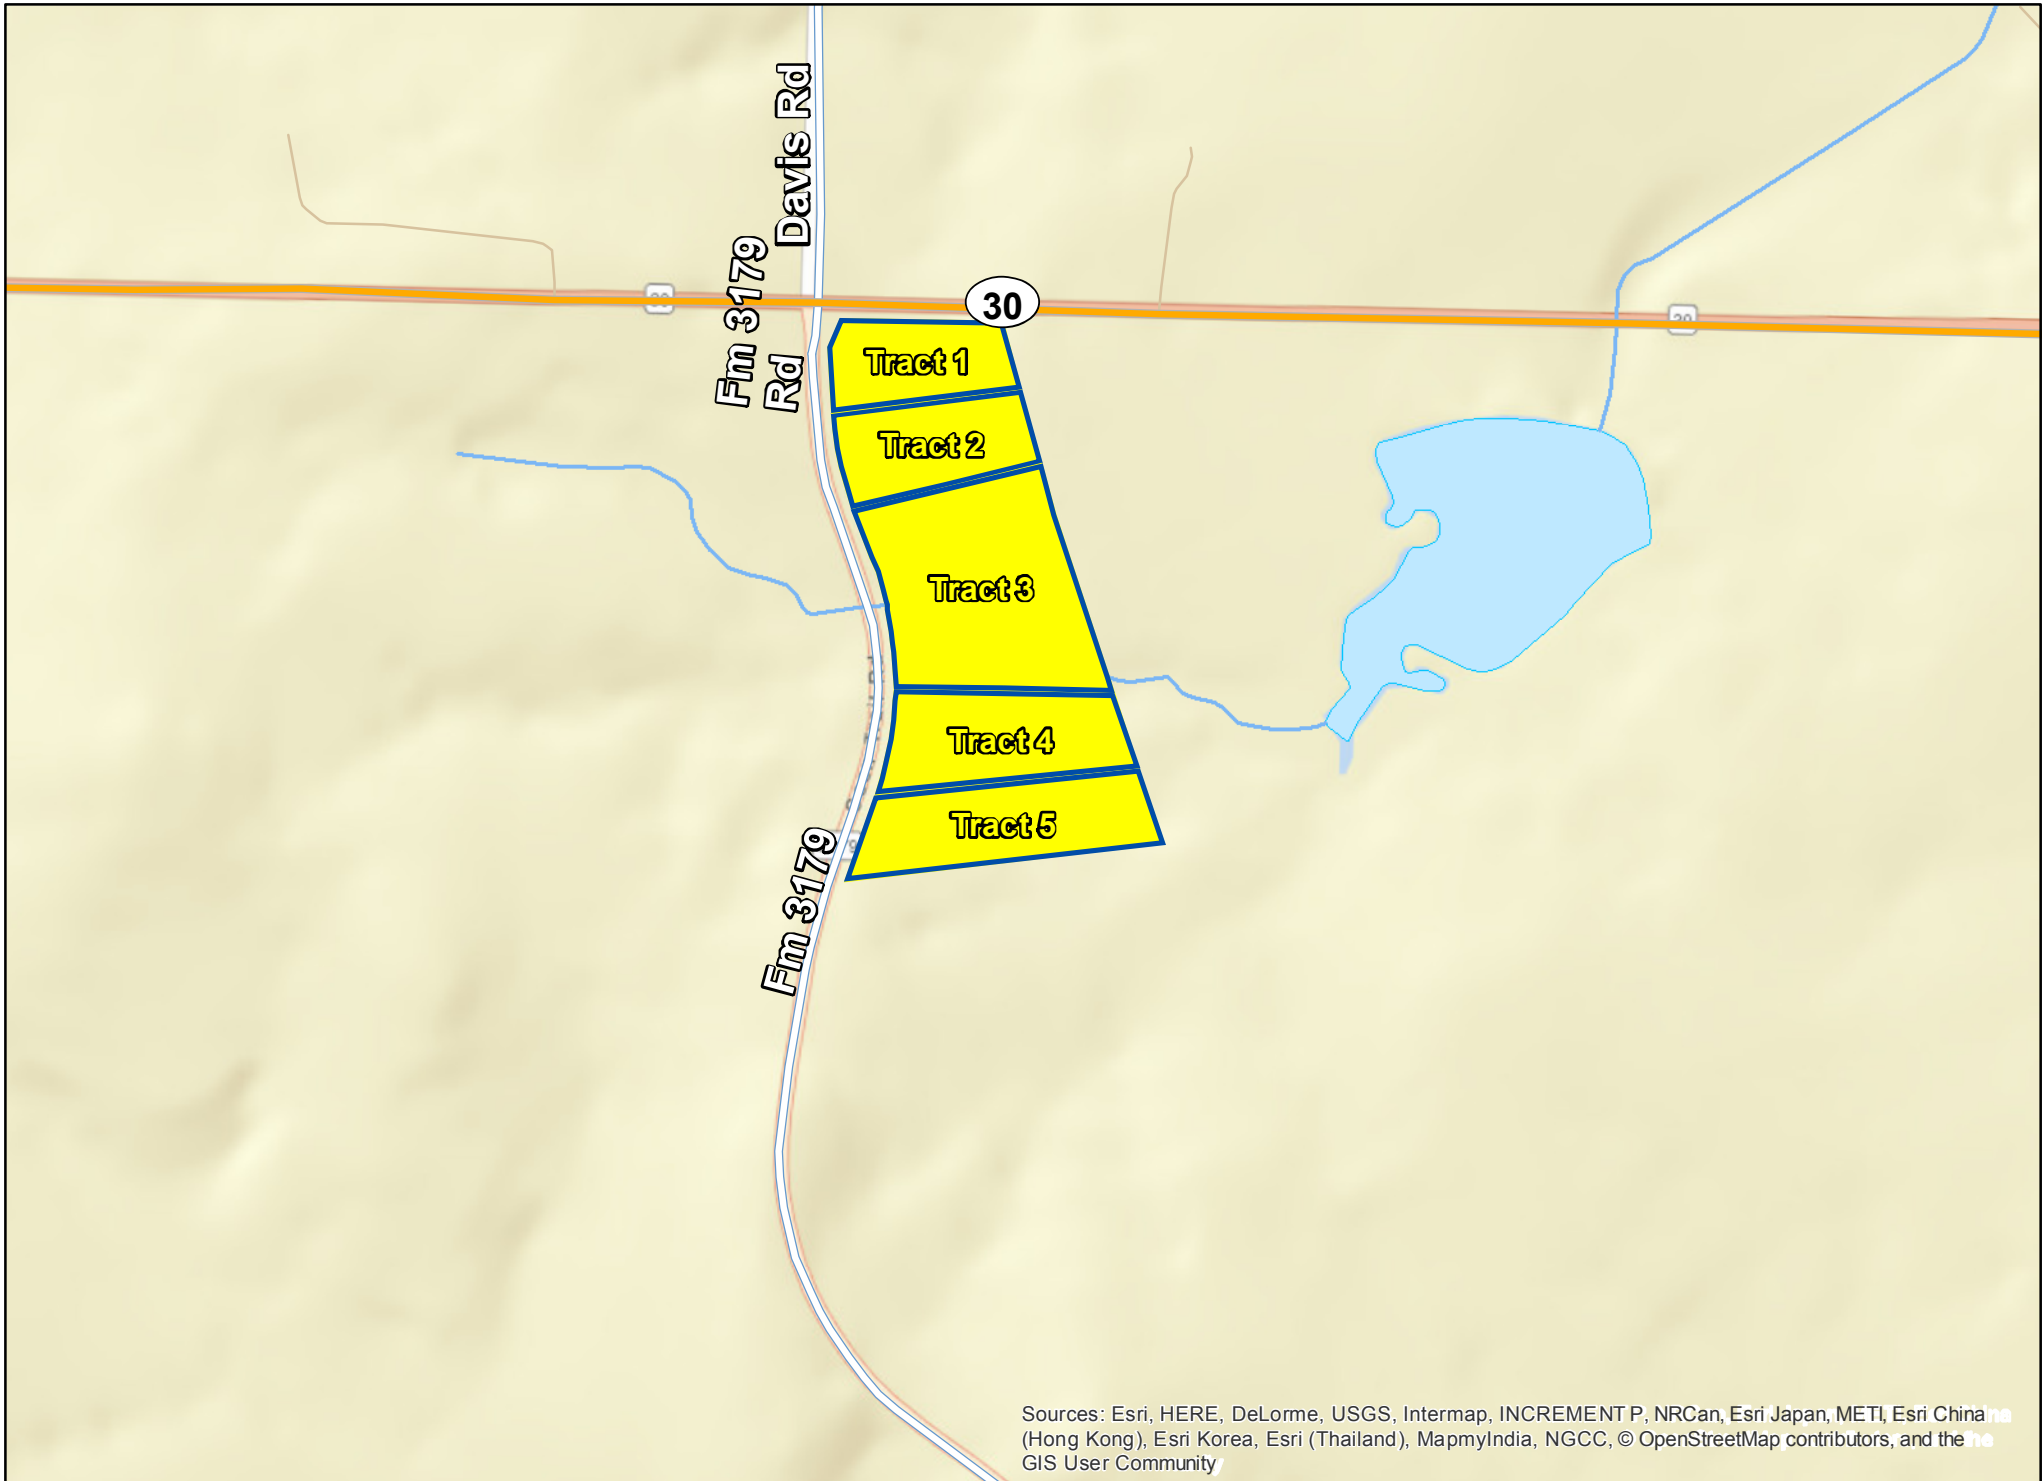 Davis Rd
Fm 3179
Rd
30
30
30
Tract 1
Tract 2
Tract 3
Tract 4
Tract 5
Fm 3179
Sources: Esri, HERE, DeLorme, USGS, Intermap, INCREMENT P, NRCan, Esri Japan, METI, Esri China
(Hong Kong), Esri Korea, Esri (Thailand), MapmyIndia, NGCC, © OpenStreetMap contributors, and the
GIS User Community